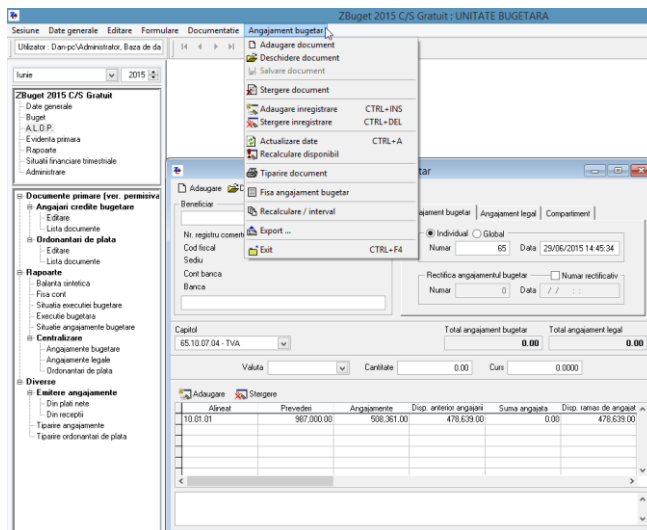 ZBuget 2015 C/S Gratuit : UNITATE BUGETARA
Sesiune Date generale Editare Formulare Documentatie Angajament bugetar
Utilizator : Dan-pc\Administrator, Baza de da
Adaugare document
Deschidere document
Salvare document
Stergere document
Adaugare inregistrare CTRL+INS
Stergere inregistrare CTRL+DEL
Actualizare date CTRL+A
Recalculare disponibil
Tiparire document
Fisa angajament bugetar
Recalculare / interval
Export ...
Exit CTRL+F4
Iunie 2015
ZBuget 2015 C/S Gratuit
Date generale
Buget
A.L.O.P.
Evidenta primara
Rapoarte
Situatii financiare trimestriale
Administrare
Documente primare (ver. permisiva
Angajari credite bugetare
Editare
Lista documente
Ordonantari de plata
Editare
Lista documente
Rapoarte
Balanta sintetica
Fisa cont
Situatia executiei bugetare
Executie bugetara
Situatie angajamente bugetare
Centralizare
Angajamente bugetare
Angajamente legale
Ordonantari de plata
Diverse
Emitere angajamente
Din plati nete
Din receptii
Tiparire angajamente
Tiparire ordonantari de plata
tar
Adaugare D
Beneficiar
Nr. registru comert
Cod fiscal
Sediu
Cont banca
Banca
ajament bugetar Angajament legal Compartiment
Individual Global
Numar 65 Data 29/06/2015 14:45:34
Rectifica angajamentul bugetar Numar rectificativ
Numar 0 Data / / : :
Capitol Total angajament bugetar Total angajament legal
65.10.07.04 - TVA 0.00 0.00
Valuta Cantitate 0.00 Curs 0.0000
Adaugare Stergere
Alineat Prevederi Angajamente Disp. anterior angajarii Suma angajata Disp. ramas de angajat
10.01.01 987,000.00 508,361.00 478,639.00 0.00 478,639.00